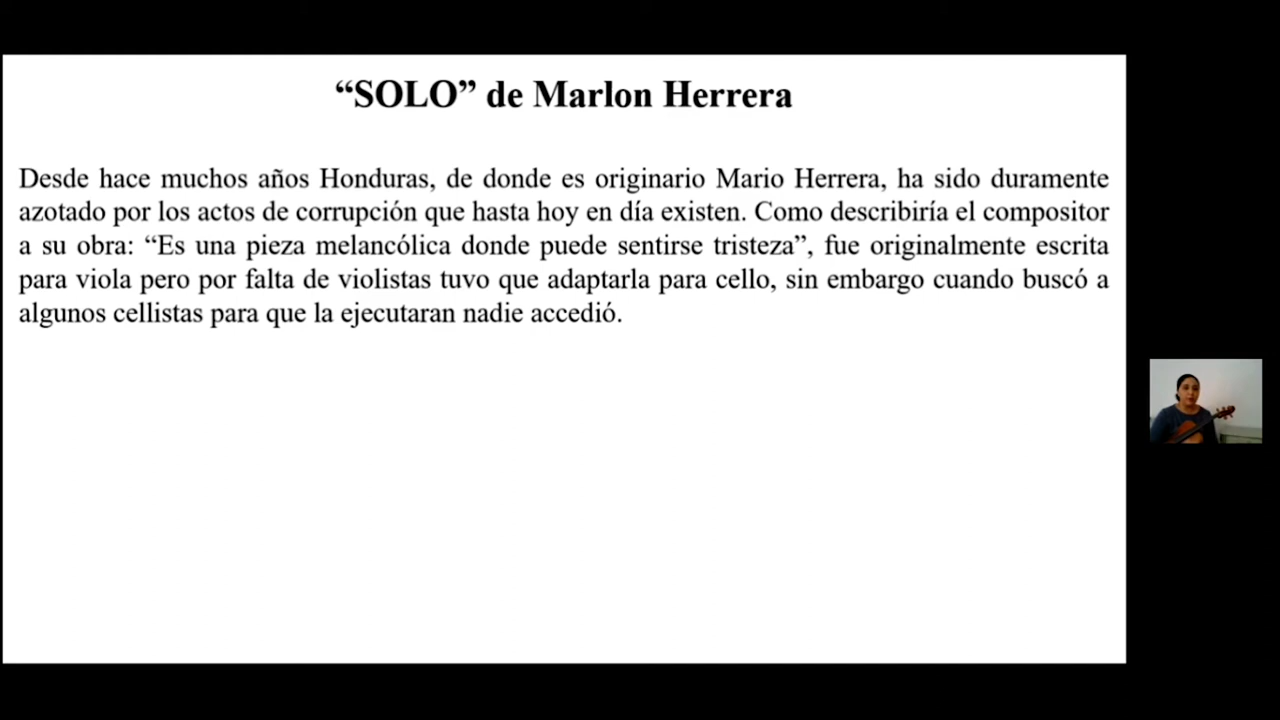 “SOLO” de Marlon Herrera
Desde hace muchos años Honduras, de donde es originario Mario Herrera, ha sido duramente
azotado por los actos de corrupción que hasta hoy en día existen. Como describiría el compositor
a su obra: “Es una pieza melancólica donde puede sentirse tristeza”, fue originalmente escrita
para viola pero por falta de violistas tuvo que adaptarla para cello, sin embargo cuando buscó a
algunos cellistas para que la ejecutaran nadie accedió.